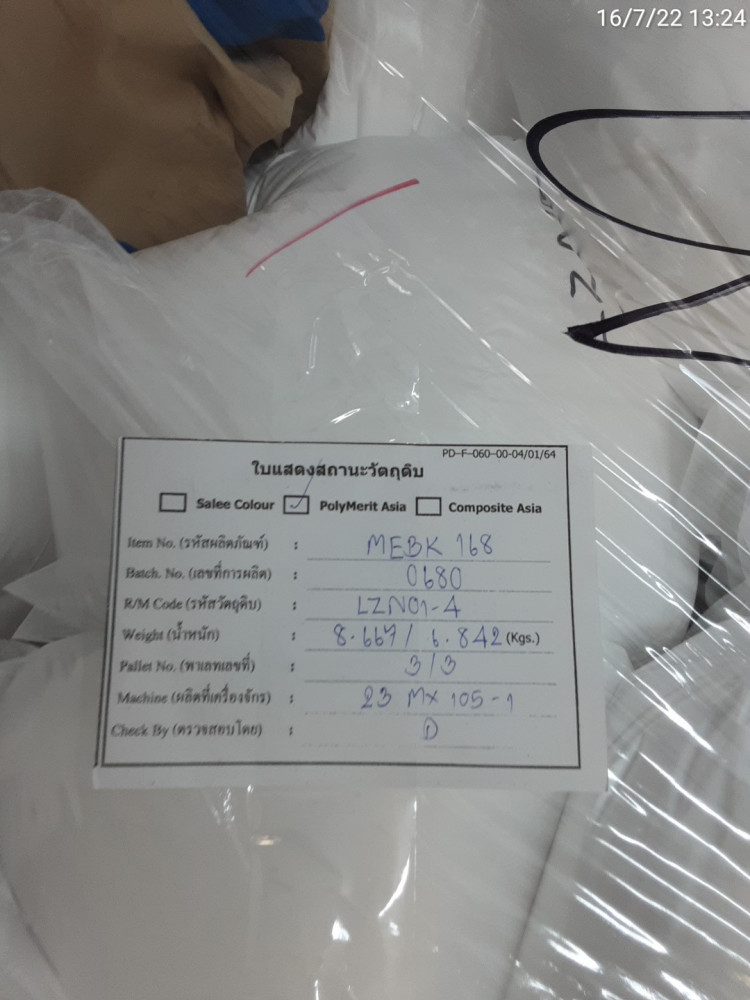 16/7/22 13:24
LZN
PD-F-060-00-04/01/64
ใบแสดงสถานะวัตถุดิบ
Salee Colour PolyMerit Asia Composite Asia
Item No. (รหัสผลิตภัณฑ์) : MEBK 168
Batch. No. (เลขที่การผลิต) : 0680
R/M Code (รหัสวัตถุดิบ) : LZN01-4
Weight (น้ำหนัก) : 8.667/ 6.842 (Kgs.)
Pallet No. (พาเลทเลขที่) : 3/3
Machine (ผลิตที่เครื่องจักร) : 23 MX 105-1
Check By (ตรวจสอบโดย) :